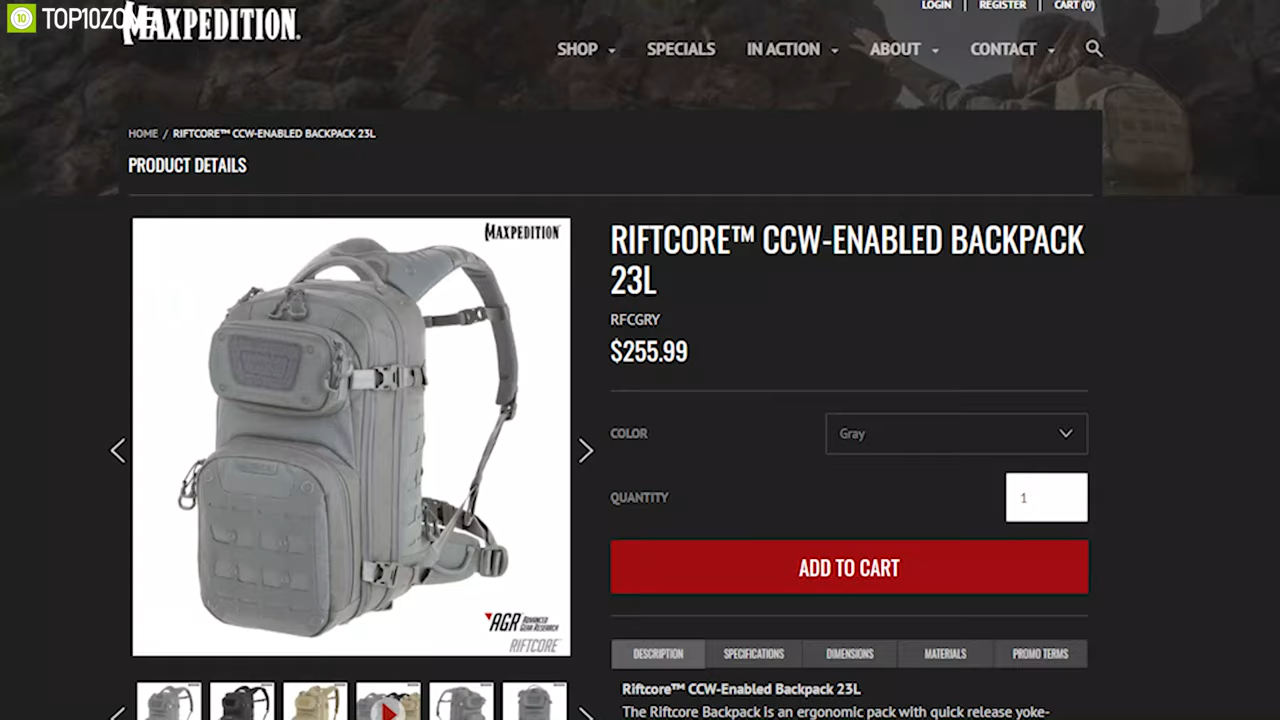 10 TOP10ZONE
MAXPEDITION.
LOGIN | REGISTER | CART (0)
SHOP SPECIALS IN ACTION ABOUT CONTACT
HOME / RIFTCORE™ CCW-ENABLED BACKPACK 23L
PRODUCT DETAILS
MAXPEDITION
RIFTCORE™ CCW-ENABLED BACKPACK
23L
RFCGRY
$255.99
COLOR Gray
QUANTITY 1
ADD TO CART
AGR ADVANCED
GEAR RESEARCH
RIFTCORE
DESCRIPTION SPECIFICATIONS DIMENSIONS MATERIALS PROMO TERMS
Riftcore™ CCW-Enabled Backpack 23L
The Riftcore Backpack is an ergonomic pack with quick release yoke-